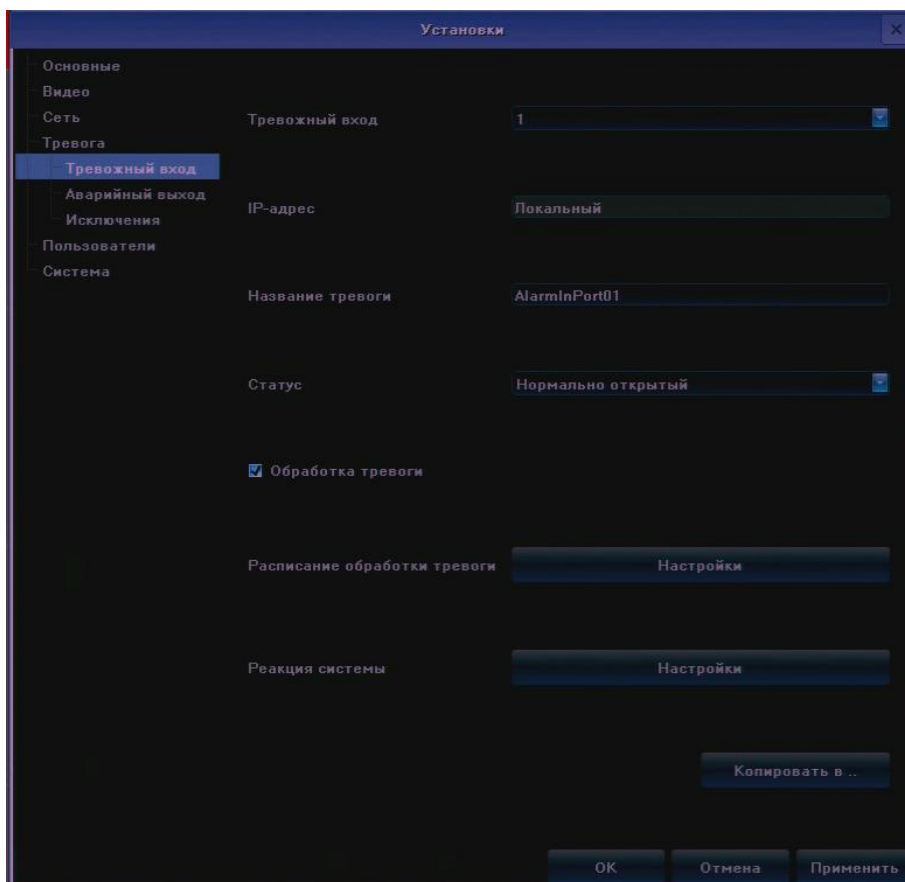 Установки
Основные
Видео
Сеть
Тревога
Тревожный вход
Аварийный выход
Исключения
Пользователи
Система
Тревожный вход 1
IP-адрес Локальный
Название тревоги AlarmInPort01
Статус Нормально открытый
Обработка тревоги
Расписание обработки тревоги Настройки
Реакция системы Настройки
Копировать в ..
OK Отмена Применить